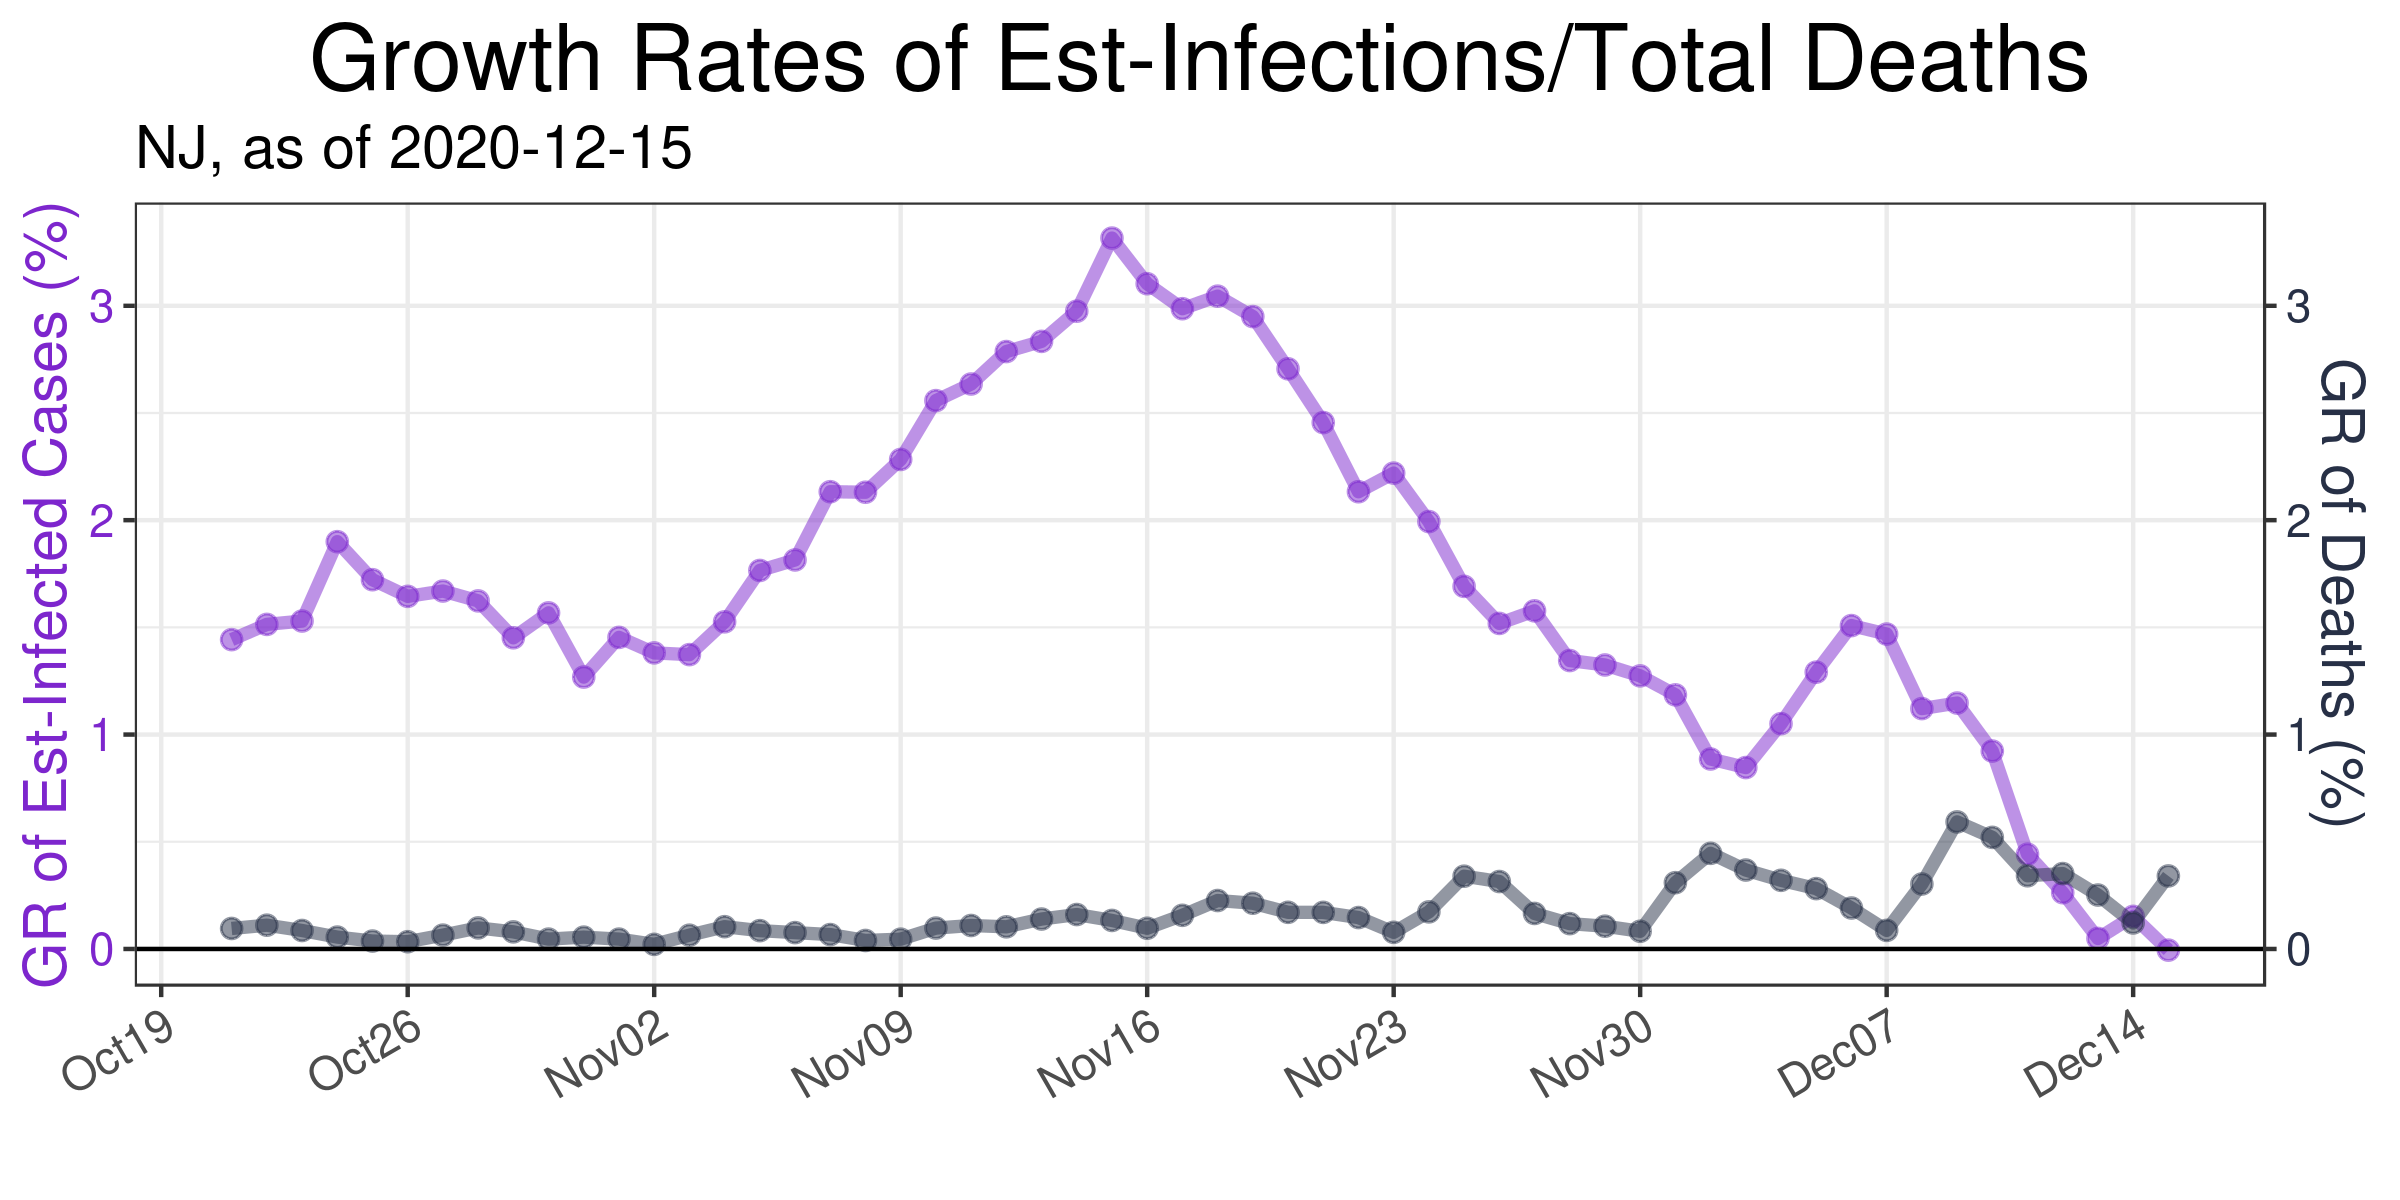 Growth Rates of Est-Infections/Total Deaths
NJ, as of 2020-12-15
GR of Est-Infected Cases (%)
3
2
1
0
3
2
1
0
GR of Deaths (%)
Oct19
Oct26
Nov02
Nov09
Nov16
Nov23
Nov30
Dec07
Dec14